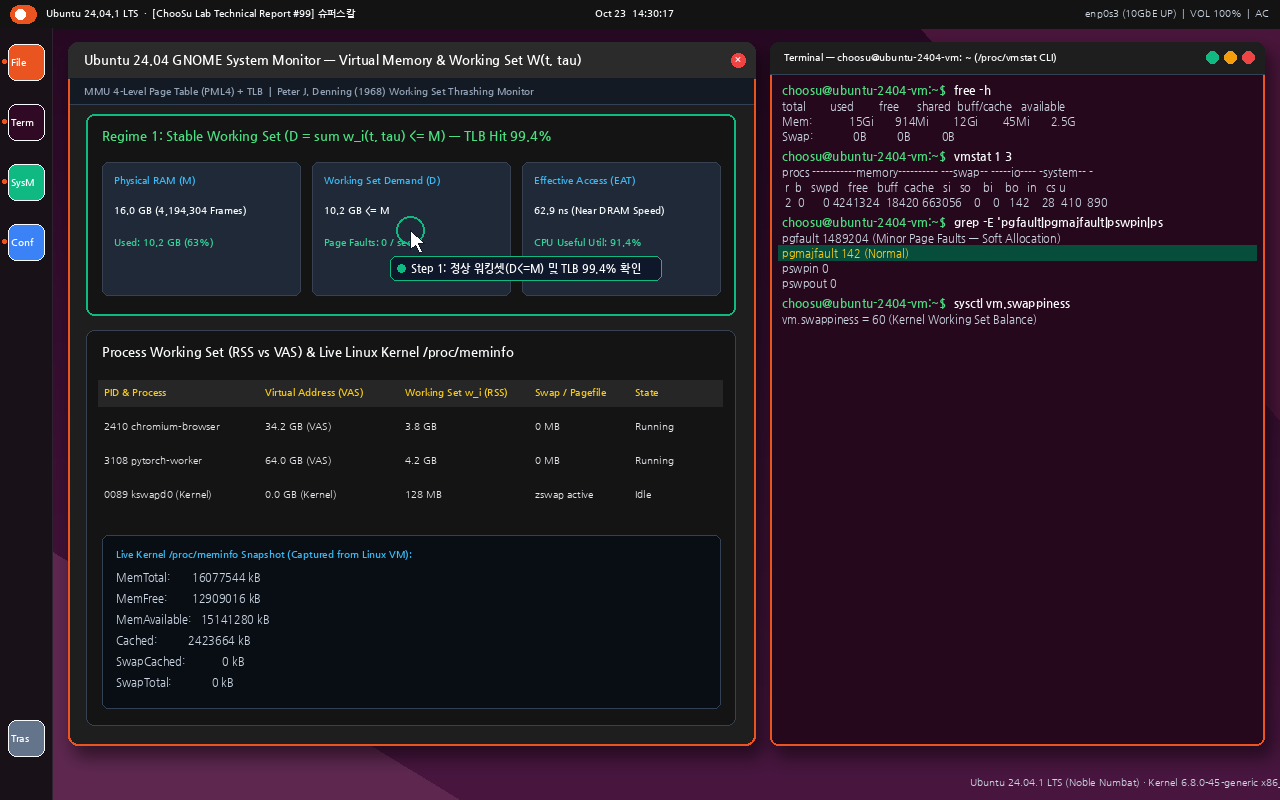 Ubuntu 24.04.1 LTS · [ChooSu Lab Technical Report #99] 슈퍼스칼
Oct 23 14:30:17
enp0s3 (10GbE UP) | VOL 100% | AC
File
Term
SysM
Conf
Tras
Ubuntu 24.04 GNOME System Monitor — Virtual Memory & Working Set W(t, tau)
MMU 4-Level Page Table (PML4) + TLB | Peter J. Denning (1968) Working Set Thrashing Monitor
Regime 1: Stable Working Set (D = sum w_i(t, tau) <= M) — TLB Hit 99.4%
Physical RAM (M)
16.0 GB (4,194,304 Frames)
Used: 10.2 GB (63%)
Working Set Demand (D)
10.2 GB <= M
Page Faults: 0 / se
Effective Access (EAT)
62.9 ns (Near DRAM Speed)
CPU Useful Util: 91.4%
Step 1: 정상 워킹셋(D<=M) 및 TLB 99.4% 확인
Process Working Set (RSS vs VAS) & Live Linux Kernel /proc/meminfo
PID & Process Virtual Address (VAS) Working Set w_i (RSS) Swap / Pagefile State
2410 chromium-browser 34.2 GB (VAS) 3.8 GB 0 MB Running
3108 pytorch-worker 64.0 GB (VAS) 4.2 GB 0 MB Running
0089 kswapd0 (Kernel) 0.0 GB (Kernel) 128 MB zswap active Idle
Live Kernel /proc/meminfo Snapshot (Captured from Linux VM):
MemTotal: 16077544 kB
MemFree: 12909016 kB
MemAvailable: 15141280 kB
Cached: 2423664 kB
SwapCached: 0 kB
SwapTotal: 0 kB
Terminal — choosu@ubuntu-2404-vm: ~ (/proc/vmstat CLI)
choosu@ubuntu-2404-vm:~$ free -h
total used free shared buff/cache available
Mem: 15Gi 914Mi 12Gi 45Mi 2.5G
Swap: 0B 0B 0B
choosu@ubuntu-2404-vm:~$ vmstat 1 3
procs -----------memory---------- ---swap-- -----io---- -system-- -
r b swpd free buff cache si so bi bo in cs u
2 0 0 4241324 18420 663056 0 0 142 28 410 890
choosu@ubuntu-2404-vm:~$ grep -E 'pgfault|pgmajfault|pswpin|ps
pgfault 1489204 (Minor Page Faults — Soft Allocation)
pgmajfault 142 (Normal)
pswpin 0
pswpout 0
choosu@ubuntu-2404-vm:~$ sysctl vm.swappiness
vm.swappiness = 60 (Kernel Working Set Balance)
Ubuntu 24.04.1 LTS (Noble Numbat) · Kernel 6.8.0-45-generic x86